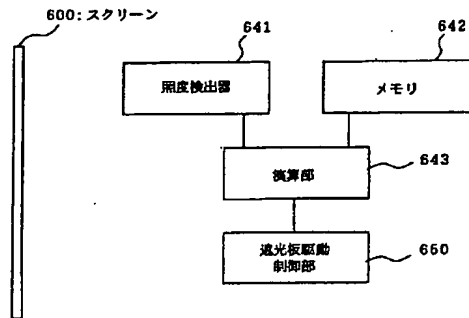 600:スクリーン
641
642
照度検出器
メモリ
643
演算部
遮光板駆動
制御部
650